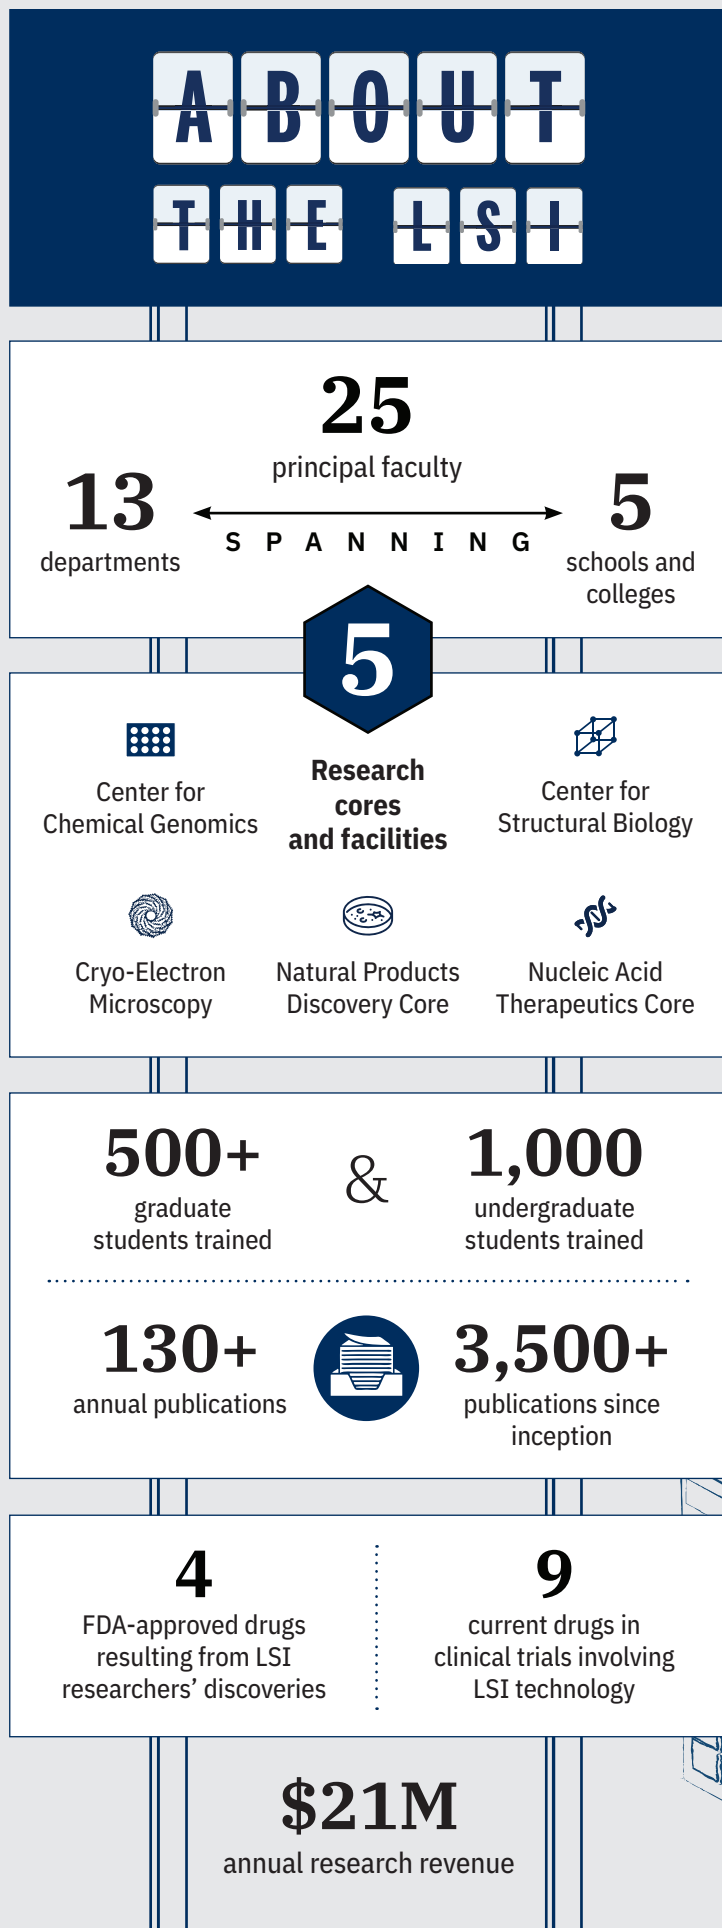 ABOUT
THE LSI
25
principal faculty
13
departments
SPANNING
5
schools and
colleges
5
Research
cores
and facilities
Center for
Chemical Genomics
Center for
Structural Biology
Cryo-Electron
Microscopy
Natural Products
Discovery Core
Nucleic Acid
Therapeutics Core
500+
graduate
students trained
&
1,000
undergraduate
students trained
130+
annual publications
3,500+
publications since
inception
4
FDA-approved drugs
resulting from LSI
researchers’ discoveries
9
current drugs in
clinical trials involving
LSI technology
$21M
annual research revenue